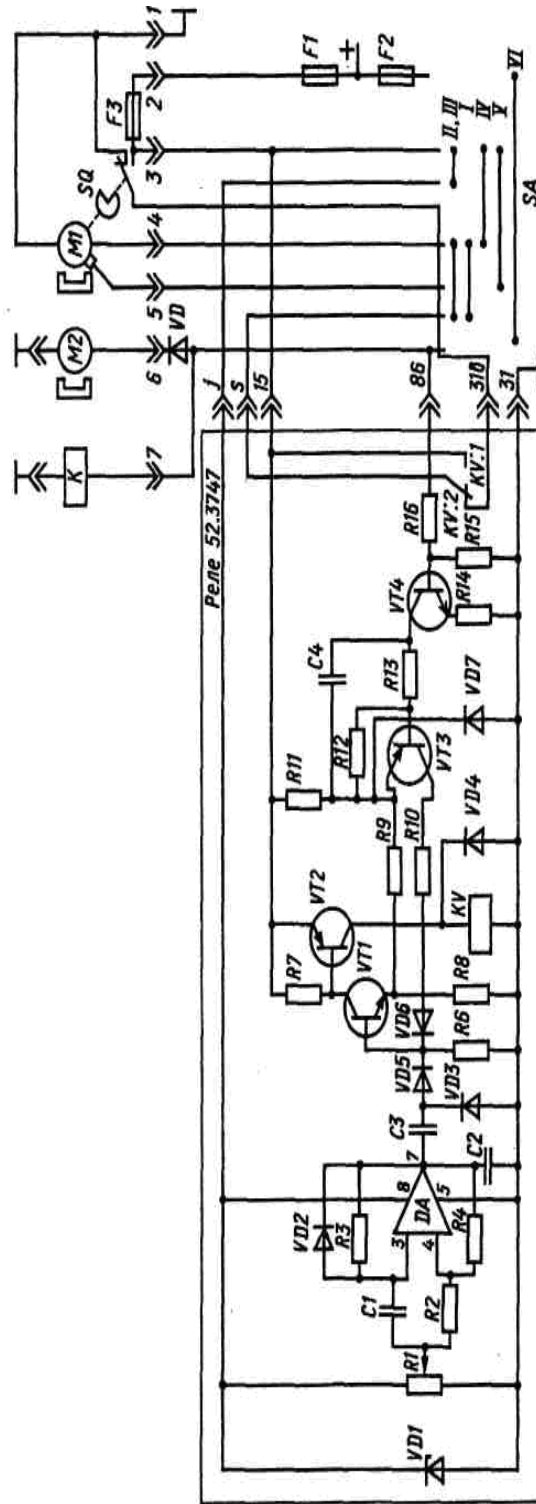 1
F3
2
F1
+
F2
SQ
3
M1
4
5
M2
6
VD
K
7
j
S
15
86
31В
31
II, III
I
IV
V
VI
SA
Реле 52.3747
KV:2
KV:1
R16
R15
R14
VT4
C4
R13
R11
R12
VT3
VD7
R9
R10
VD4
VT2
R7
VT1
KV
VD6
R8
R6
VD5
VD3
C3
C2
7
8
5
DA
3
4
VD2
R3
R4
C1
R2
R1
VD1